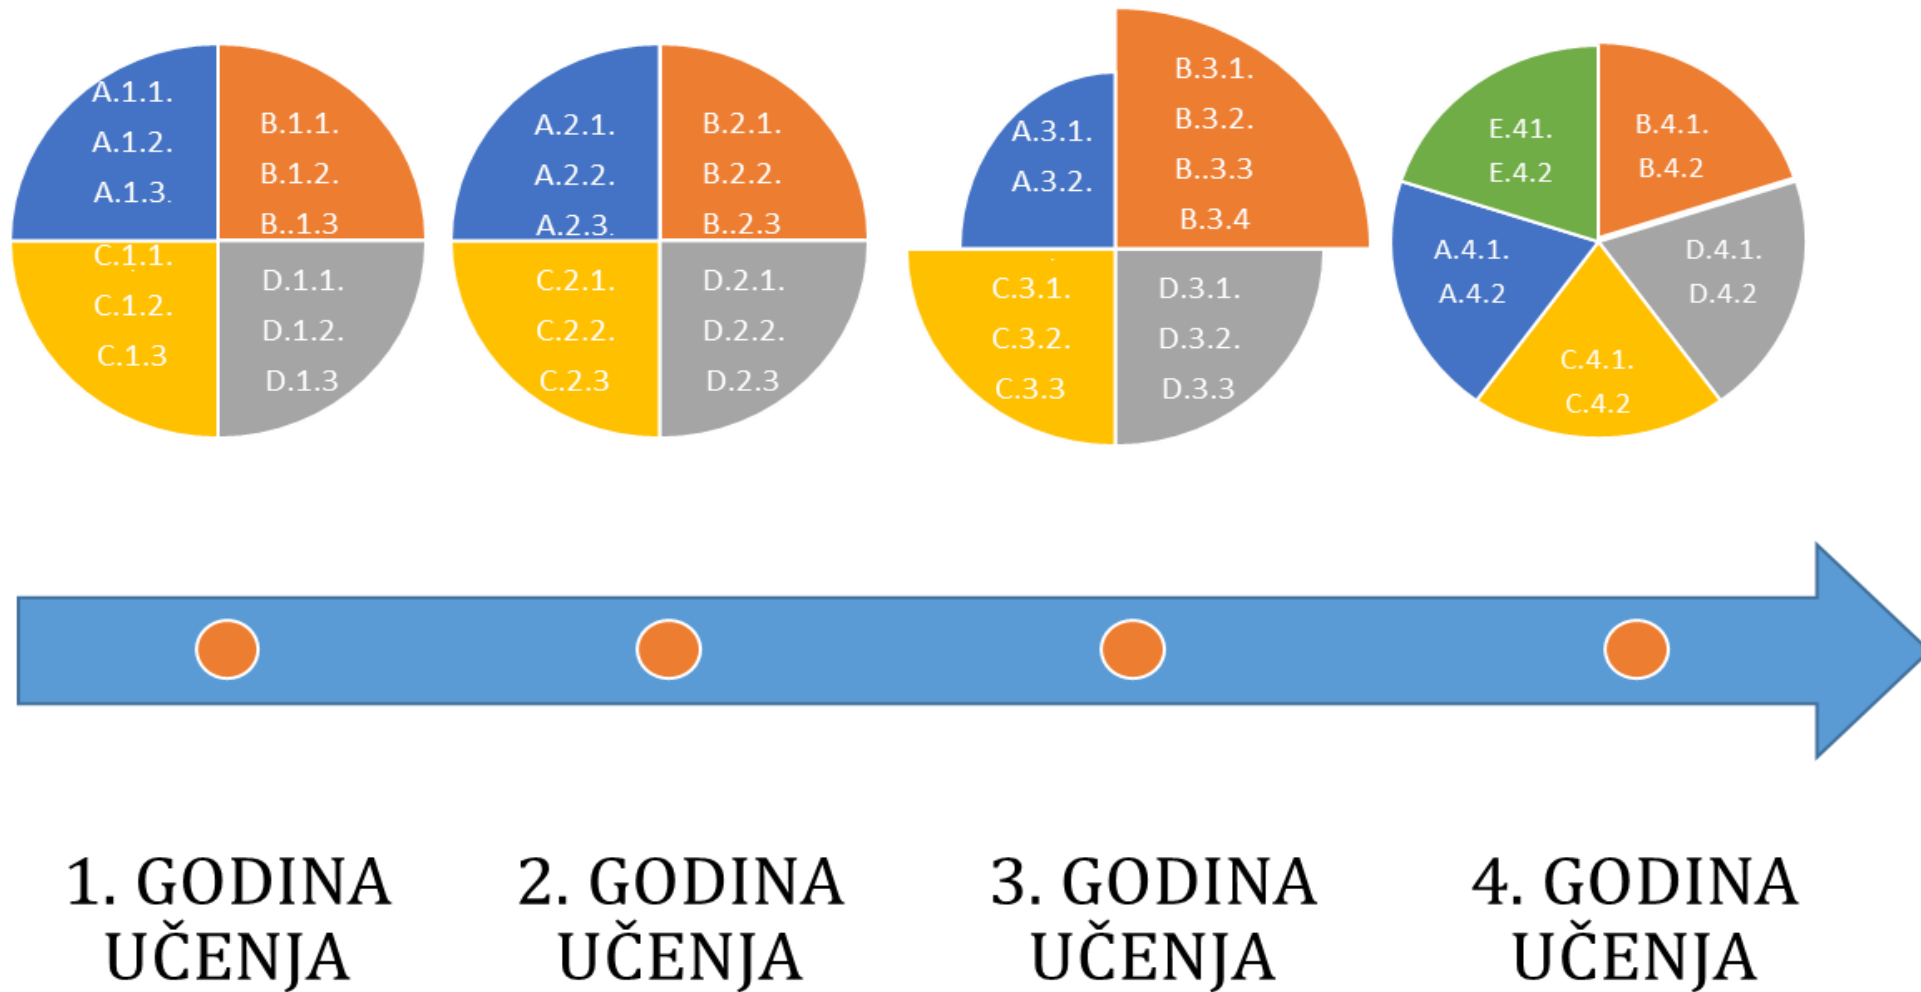 A.1.1.
A.1.2.
A.1.3.
B.1.1.
B.1.2.
B..1.3
C.1.1.
C.1.2.
C.1.3
D.1.1.
D.1.2.
D.1.3
A.2.1.
A.2.2.
A.2.3.
B.2.1.
B.2.2.
B..2.3
C.2.1.
C.2.2.
C.2.3
D.2.1.
D.2.2.
D.2.3
A.3.1.
A.3.2.
B.3.1.
B.3.2.
B..3.3
B.3.4
C.3.1.
C.3.2.
C.3.3
D.3.1.
D.3.2.
D.3.3
E.41.
E.4.2
B.4.1.
B.4.2
A.4.1.
A.4.2
D.4.1.
D.4.2
C.4.1.
C.4.2
1. GODINA
UČENJA
2. GODINA
UČENJA
3. GODINA
UČENJA
4. GODINA
UČENJA